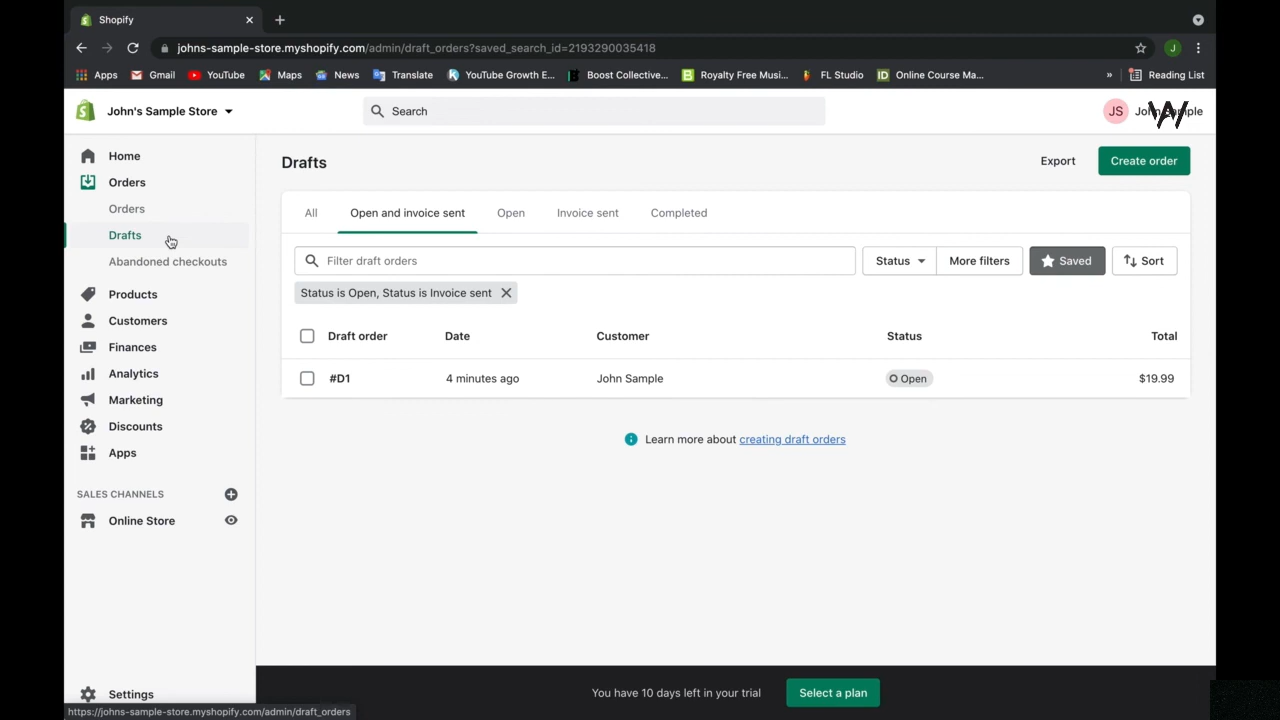 Shopify
johns-sample-store.myshopify.com/admin/draft_orders?saved_search_id=2193290035418
J
Apps Gmail YouTube Maps News Translate YouTube Growth E... Boost Collective... Royalty Free Musi... FL Studio Online Course Ma... » Reading List
John's Sample Store
Search
JS John Sample
Home
Orders
Orders
Drafts
Abandoned checkouts
Products
Customers
Finances
Analytics
Marketing
Discounts
Apps
SALES CHANNELS
Online Store
Settings
Drafts
Export
Create order
All Open and invoice sent Open Invoice sent Completed
Filter draft orders
Status More filters Saved Sort
Status is Open, Status is Invoice sent
Draft order Date Customer Status Total
#D1 4 minutes ago John Sample Open $19.99
Learn more about creating draft orders
You have 10 days left in your trial Select a plan
https://johns-sample-store.myshopify.com/admin/draft_orders